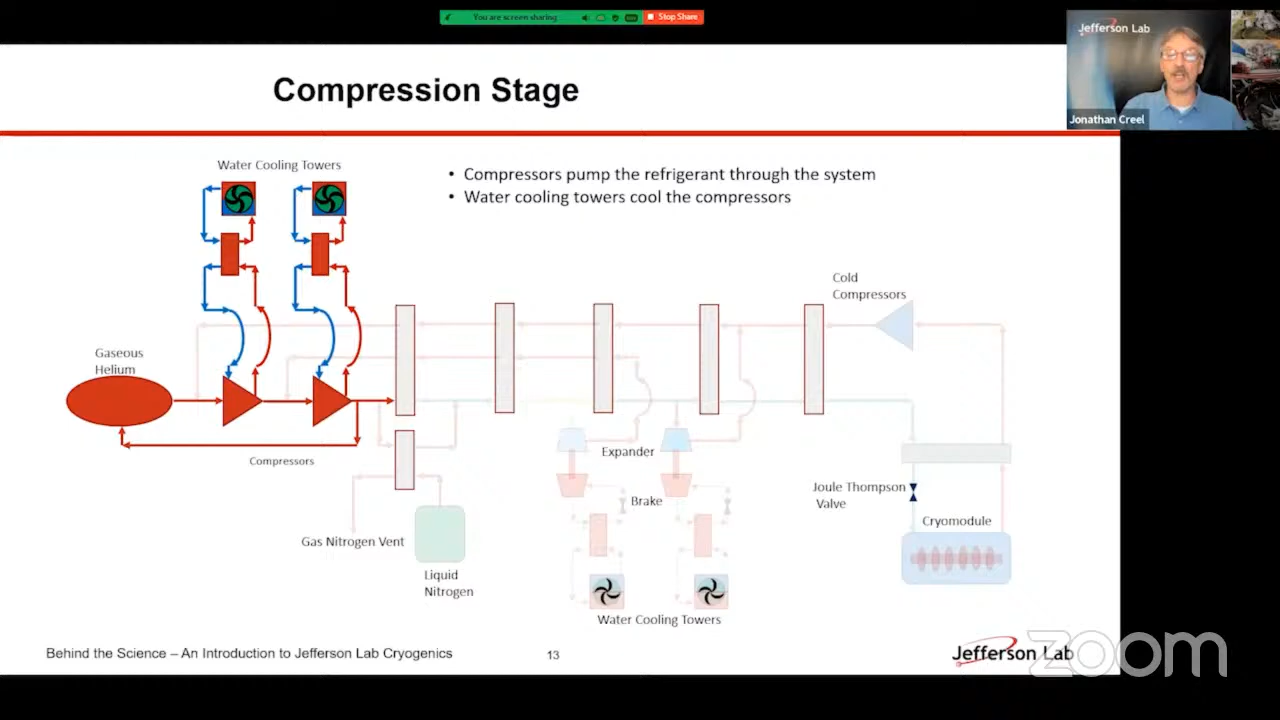 You are screen sharing
Stop Share
Jefferson Lab
Jonathan Creel
Compression Stage
Water Cooling Towers
• Compressors pump the refrigerant through the system
• Water cooling towers cool the compressors
Cold
Compressors
Gaseous
Helium
Compressors
Expander
Joule Thompson
Valve
Brake
Cryomodule
Gas Nitrogen Vent
Liquid
Nitrogen
Water Cooling Towers
Behind the Science – An Introduction to Jefferson Lab Cryogenics
13
Jefferson Lab
zoom